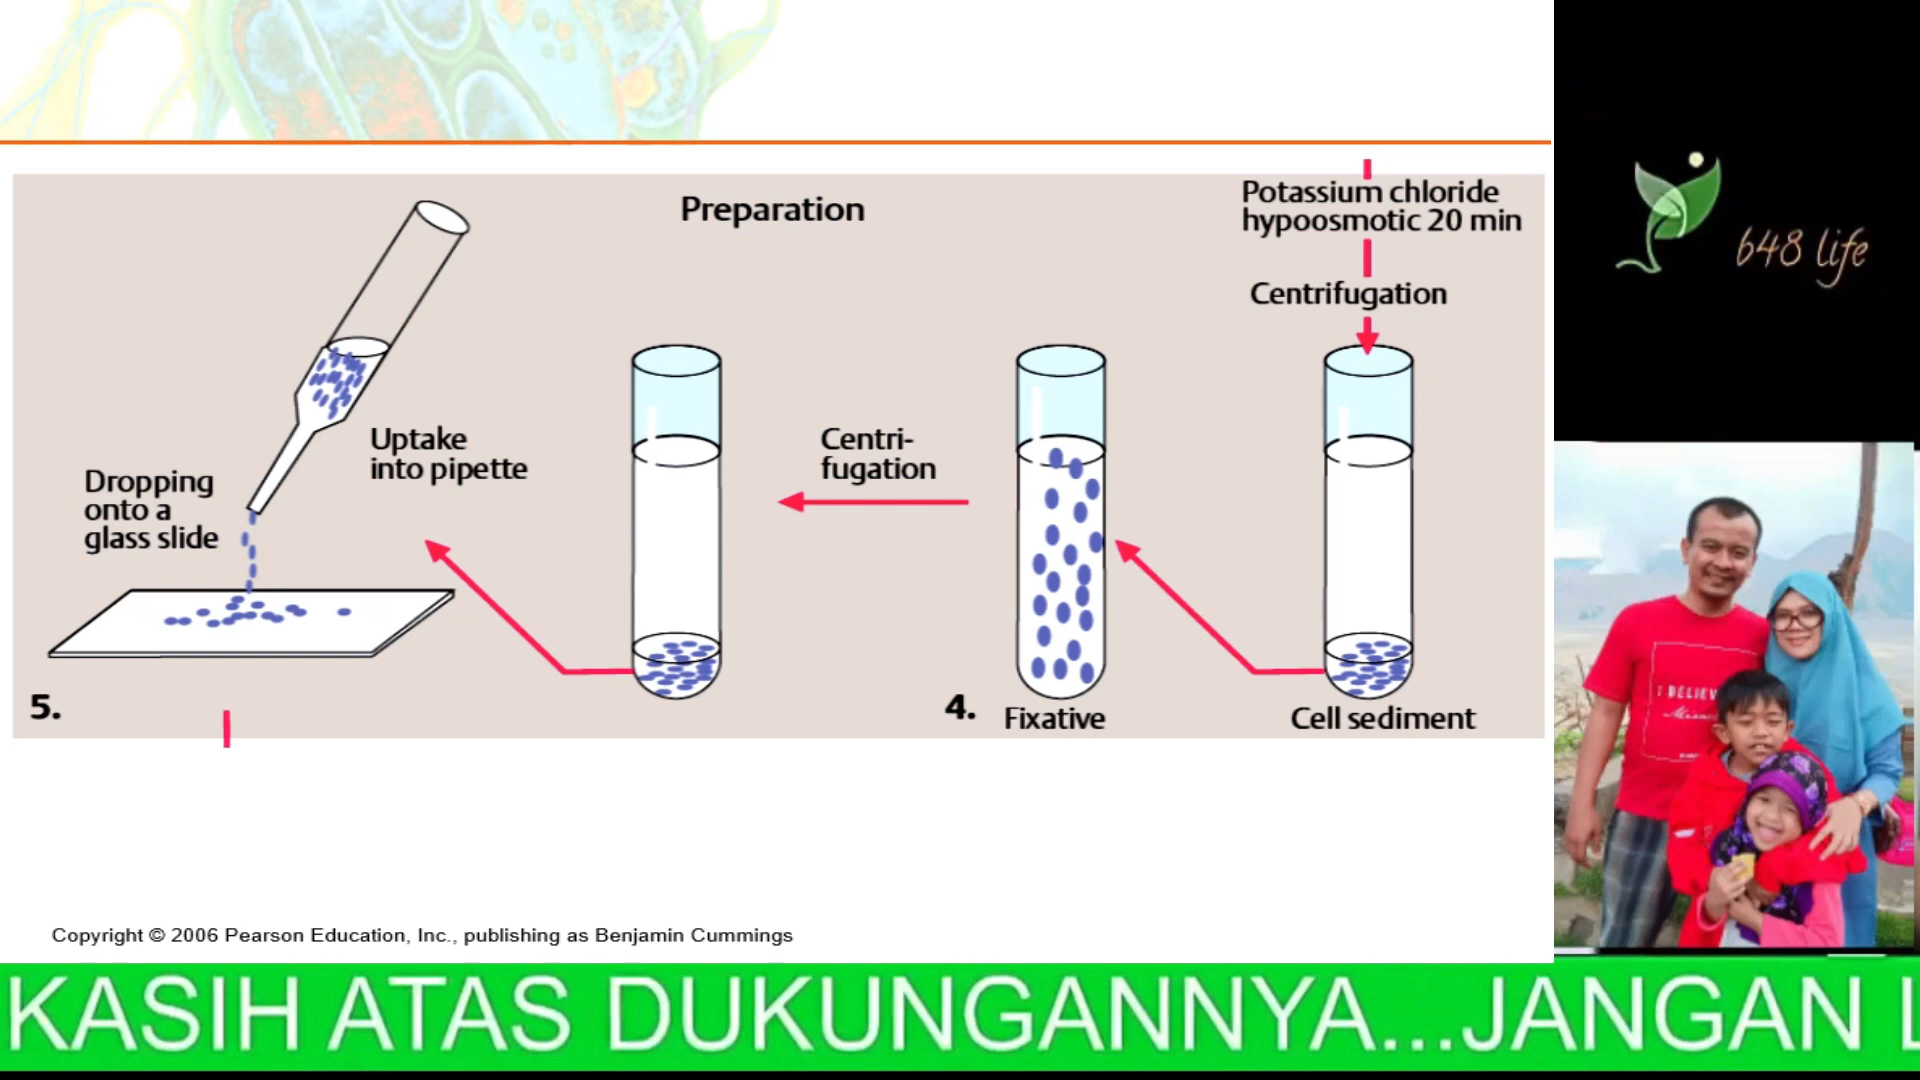 Preparation
Potassium chloride
hypoosmotic 20 min
Centrifugation
Uptake
into pipette
Dropping
onto a
glass slide
Centri-
fugation
5.
4.
Fixative
Cell sediment
Copyright © 2006 Pearson Education, Inc., publishing as Benjamin Cummings
648 life
I BELIEV
KASIH ATAS DUKUNGANNYA...JANGAN L